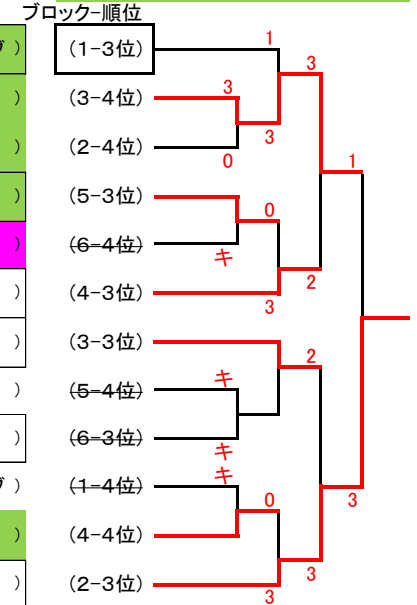 ブロック-順位
(1-3位) 1
ブ ) 3
) (3-4位) 3
3
) (2-4位) 0
1
) (5-3位) 0
) (6-4位) キ
2
) (4-3位) 3
) (3-3位) 2
(5-4位) キ
)
) (6-3位) キ
ブ ) (1-4位) キ
0 3
) (4-4位)
3
) (2-3位) 3